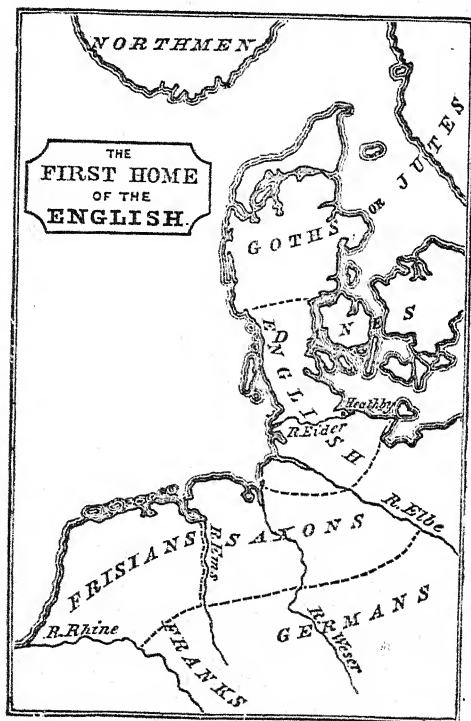 NORTHMEN
THE
FIRST HOME
OF THE
ENGLISH.
GOTHS OR JUTES
D N S
ENGLISH
Heathby
R.Eider
R.Elbe
FRISIANS
SAXONS
R.Ems
R.Weser
GERMANS
R.Rhine
FRANKS